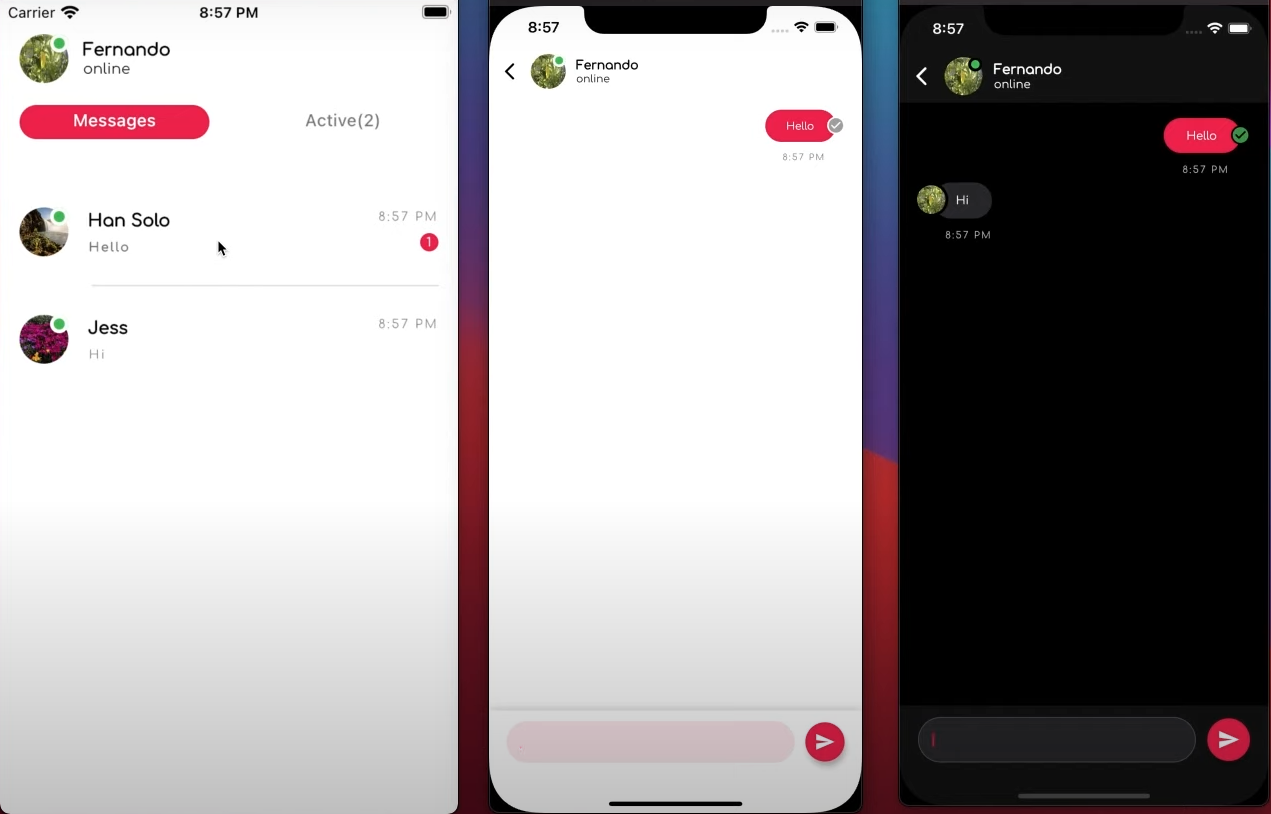 Carrier 8:57 PM
Fernando
online
Messages Active(2)
Han Solo 8:57 PM
Hello 1
Jess 8:57 PM
Hi
8:57
Fernando
online
Hello
8:57 PM
8:57
Fernando
online
Hello
8:57 PM
Hi
8:57 PM